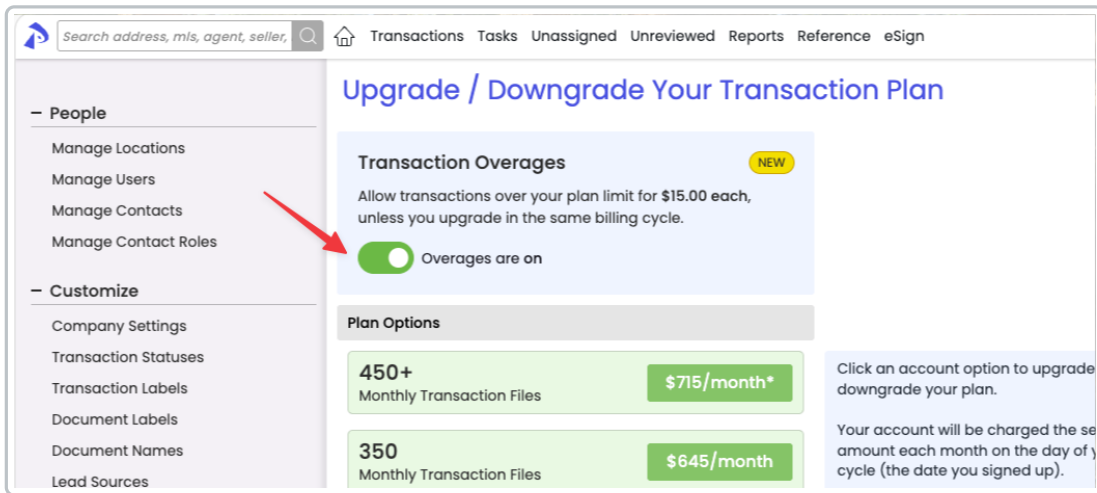 Search address, mls, agent, seller,
Transactions Tasks Unassigned Unreviewed Reports Reference eSign
– People
Manage Locations
Manage Users
Manage Contacts
Manage Contact Roles
– Customize
Company Settings
Transaction Statuses
Transaction Labels
Document Labels
Document Names
Lead Sources
Upgrade / Downgrade Your Transaction Plan
Transaction Overages
NEW
Allow transactions over your plan limit for $15.00 each,
unless you upgrade in the same billing cycle.
Overages are on
Plan Options
450+
Monthly Transaction Files
$715/month*
350
Monthly Transaction Files
$645/month
Click an account option to upgrade
downgrade your plan.
Your account will be charged the
amount each month on the day of
cycle (the date you signed up).